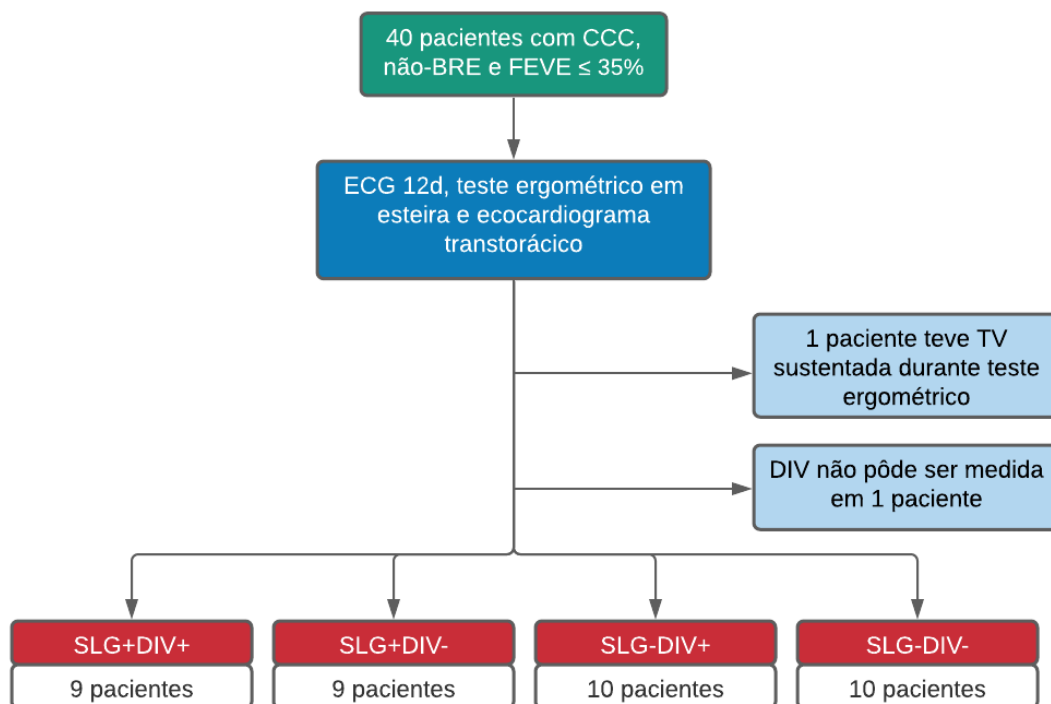 40 pacientes com CCC,
não-BRE e FEVE ≤ 35%
ECG 12d, teste ergométrico em
esteira e ecocardiograma
transtorácico
1 paciente teve TV
sustentada durante teste
ergométrico
DIV não pôde ser medida
em 1 paciente
SLG+DIV+
SLG+DIV-
SLG-DIV+
SLG-DIV-
9 pacientes
9 pacientes
10 pacientes
10 pacientes